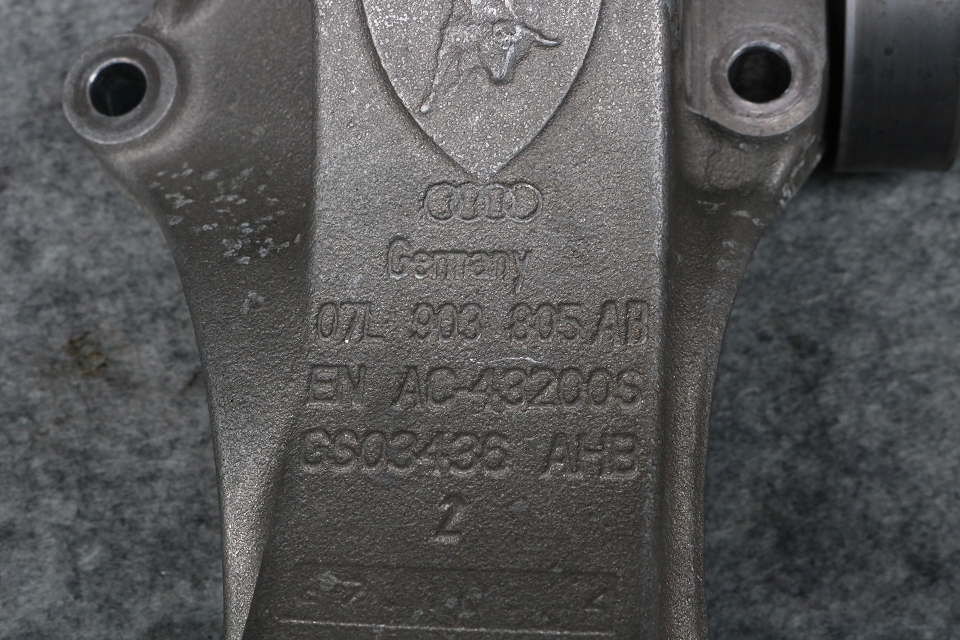 Germany
07L 903 805 AB
EN AC-43200S
GS03436 AHB
2